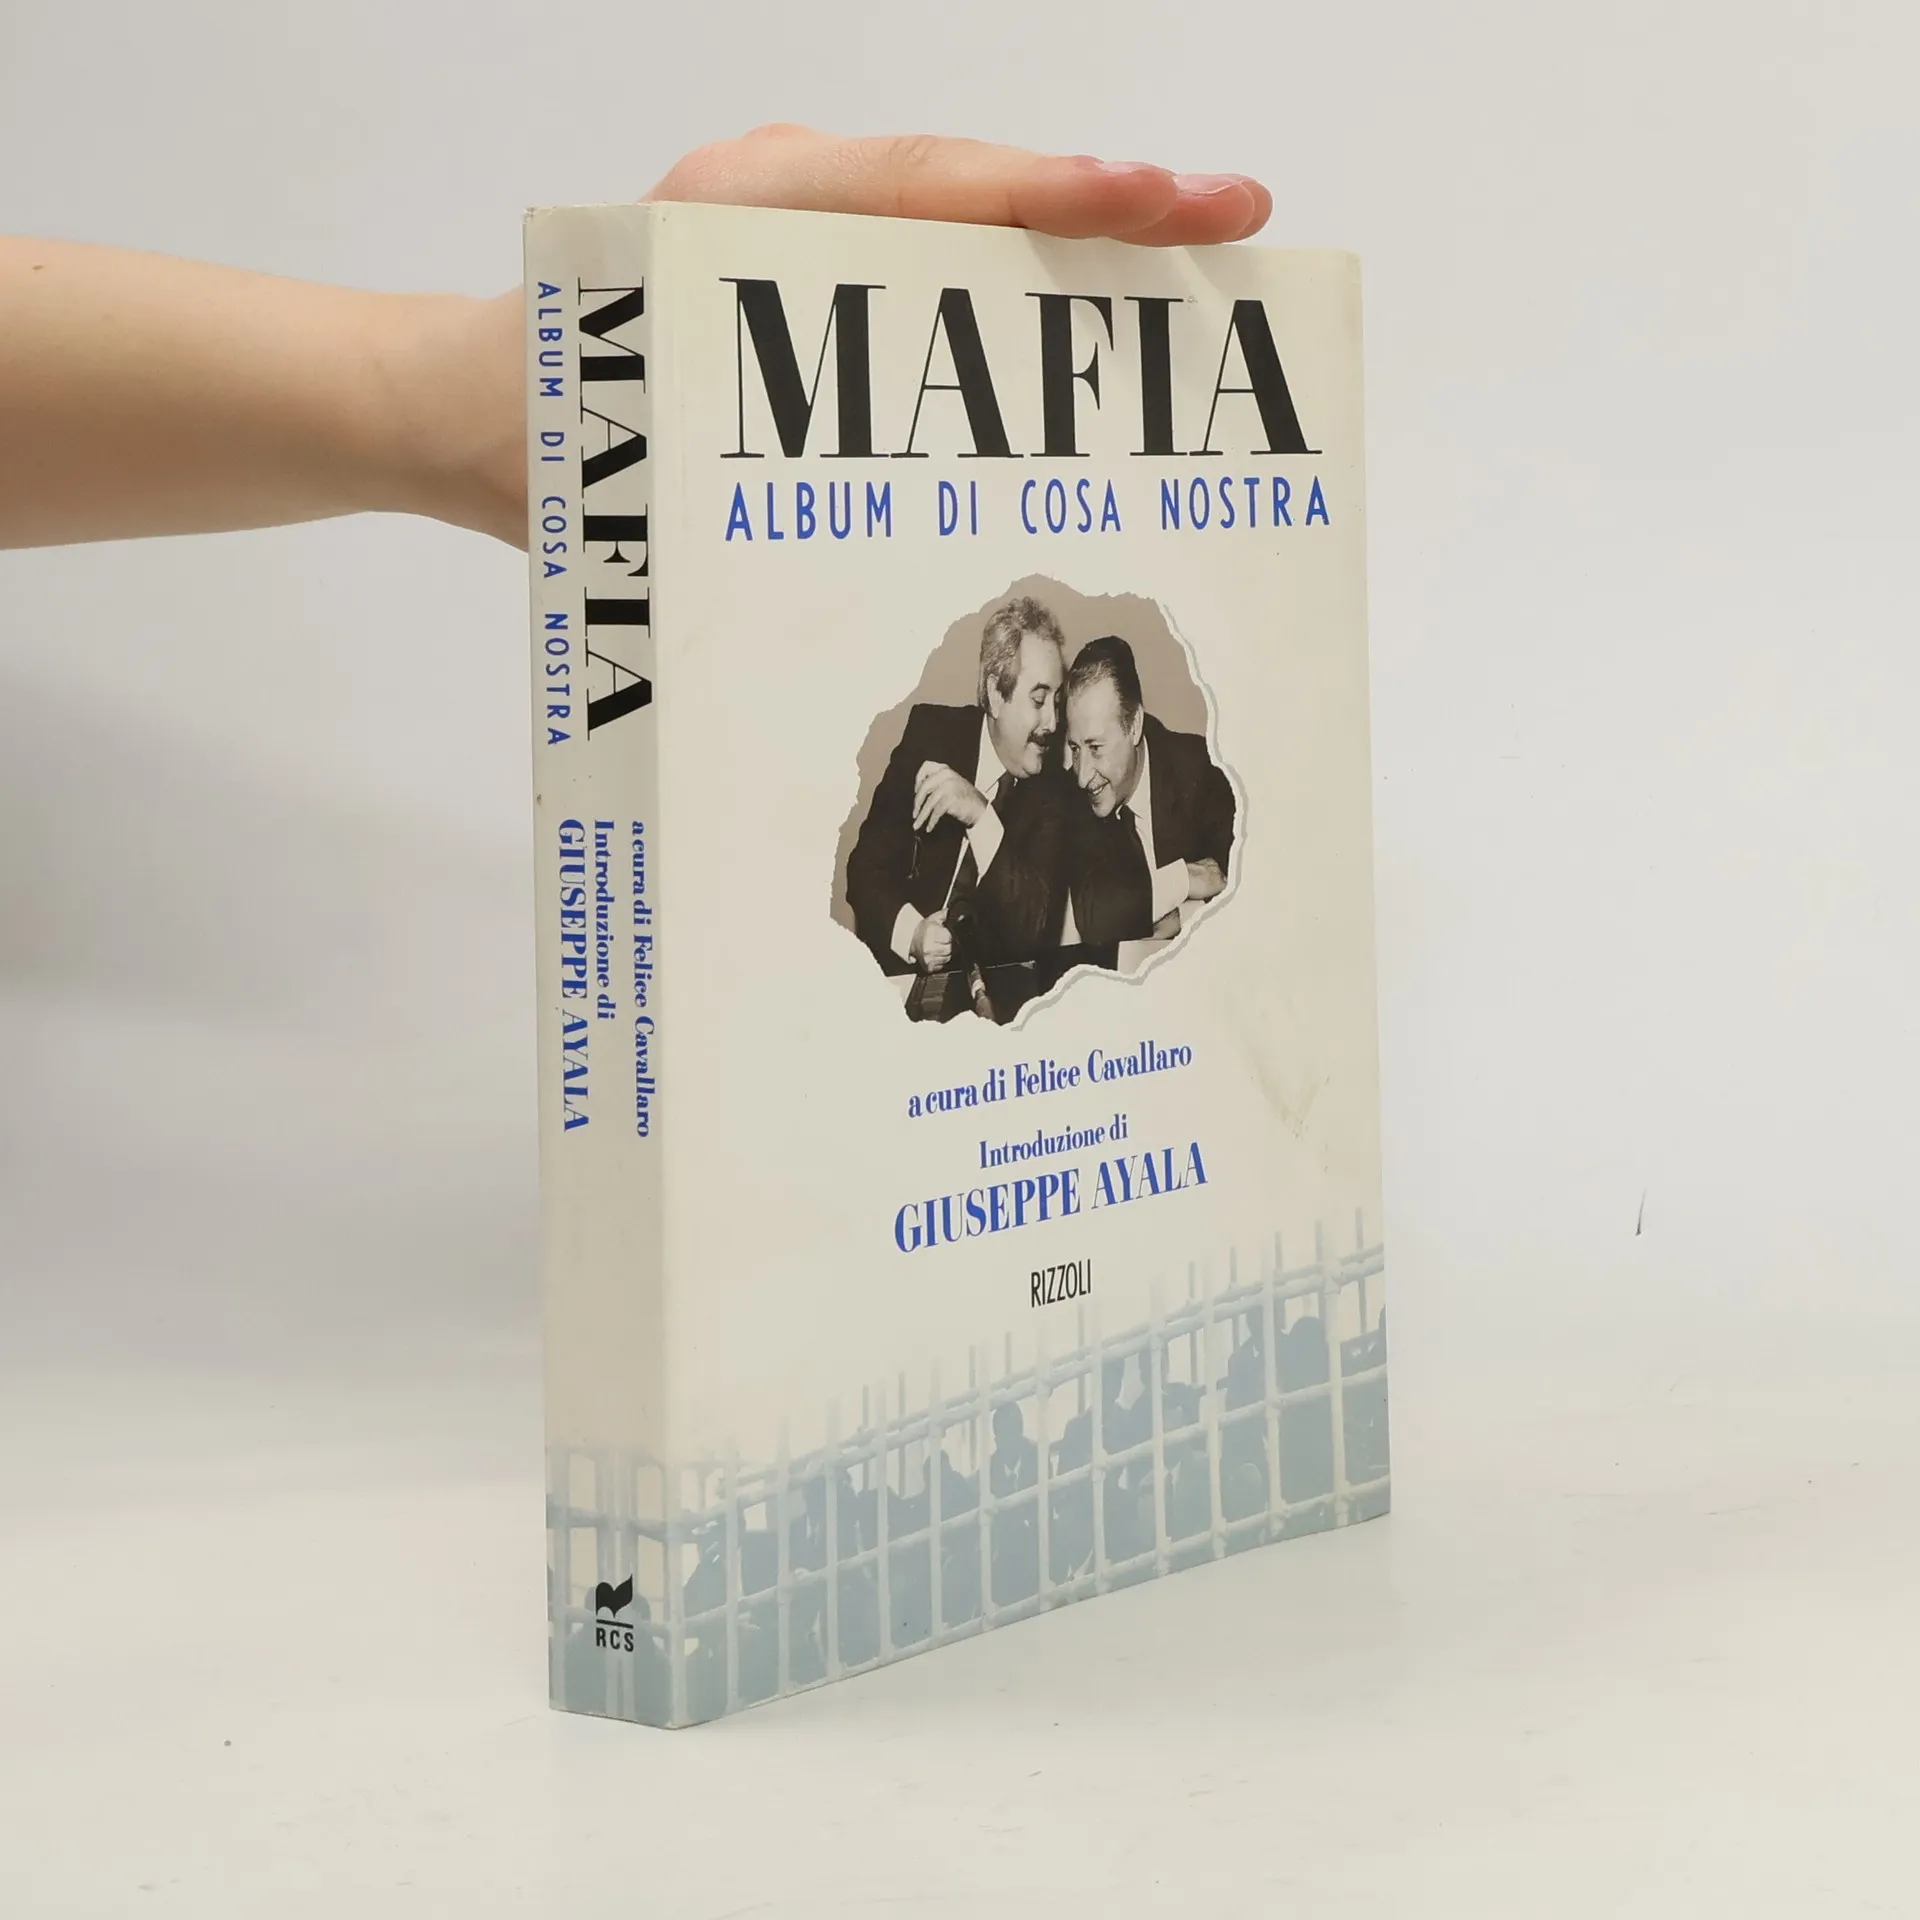 MAFIA
ALBUM DI COSA NOSTRA
a cura di Felice Cavallaro
Introduzione di
GIUSEPPE AYALA
RIZZOLI
MAFIA
ALBUM DI COSA NOSTRA
a cura di Felice Cavallaro
Introduzione di
GIUSEPPE AYALA
RCS